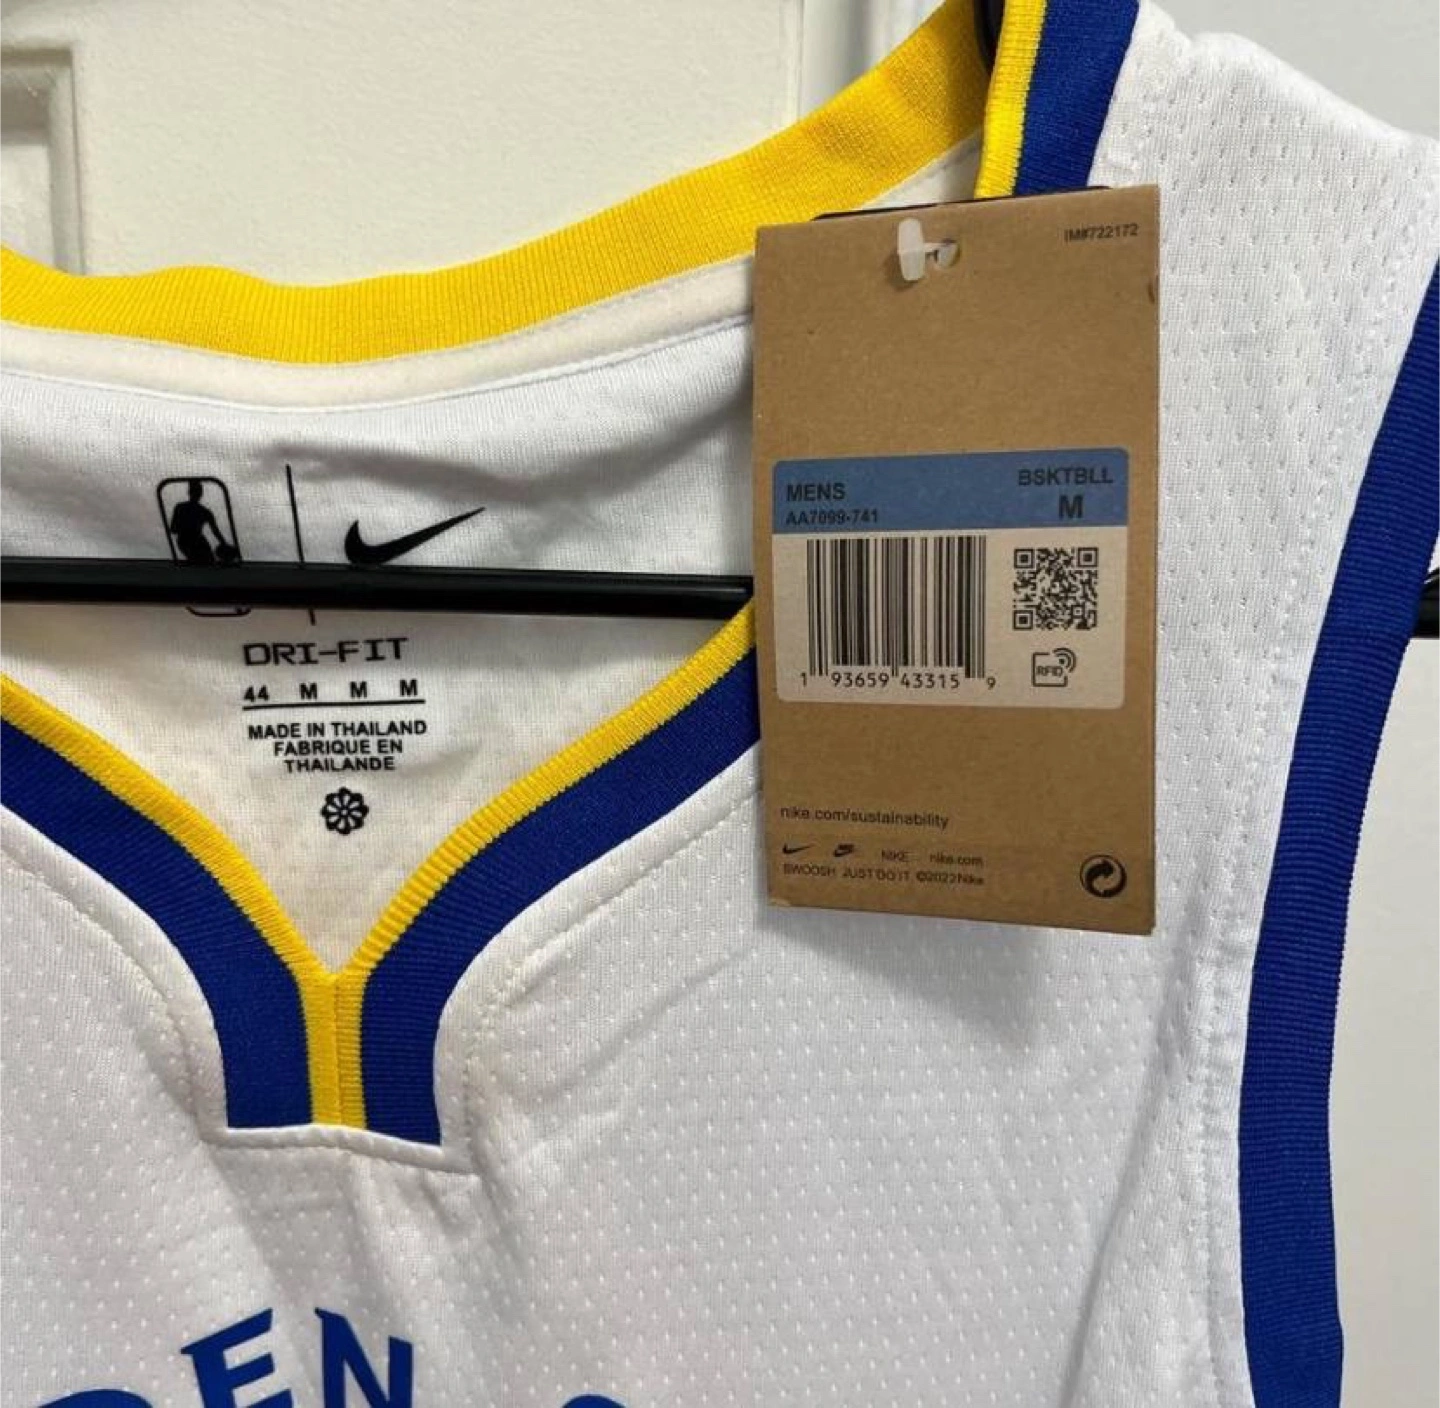 IM#722172
MENS
BSKTBLL
AA7099-741
M
1 93659 43315 9
RFID
nike.com/sustainability
NIKE nike.com
SWOOSH JUST DO IT ©2022Nike
DRI-FIT
44 M M M
MADE IN THAILAND
FABRIQUE EN
THAILANDE
DEN